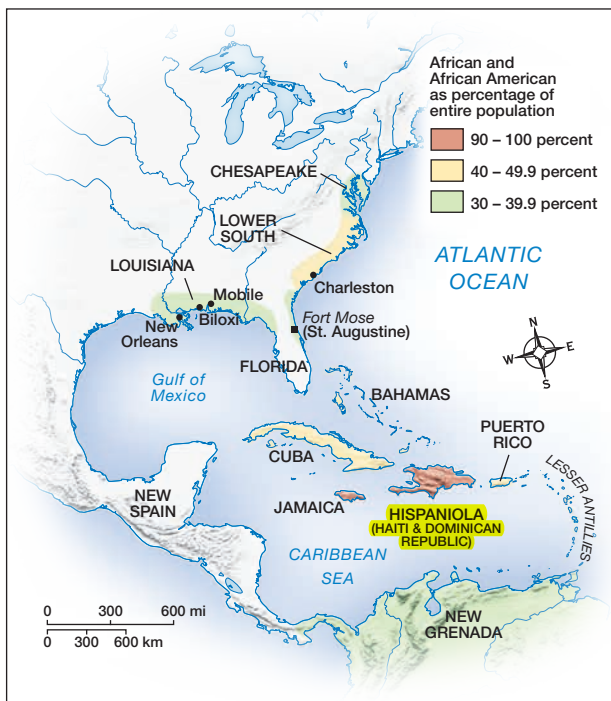 African and
African American
as percentage of
entire population
90 – 100 percent
40 – 49.9 percent
30 – 39.9 percent
CHESAPEAKE
LOWER
SOUTH
ATLANTIC
OCEAN
LOUISIANA
Charleston
Mobile
Biloxi
New
Orleans
Fort Mose
(St. Augustine)
FLORIDA
N
W
E
S
Gulf of
Mexico
BAHAMAS
PUERTO
RICO
CUBA
LESSER ANTILLIES
NEW
SPAIN
JAMAICA
HISPANIOLA
(HAITI & DOMINICAN
REPUBLIC)
CARIBBEAN
SEA
NEW
GRENADA
0 300 600 mi
0 300 600 km